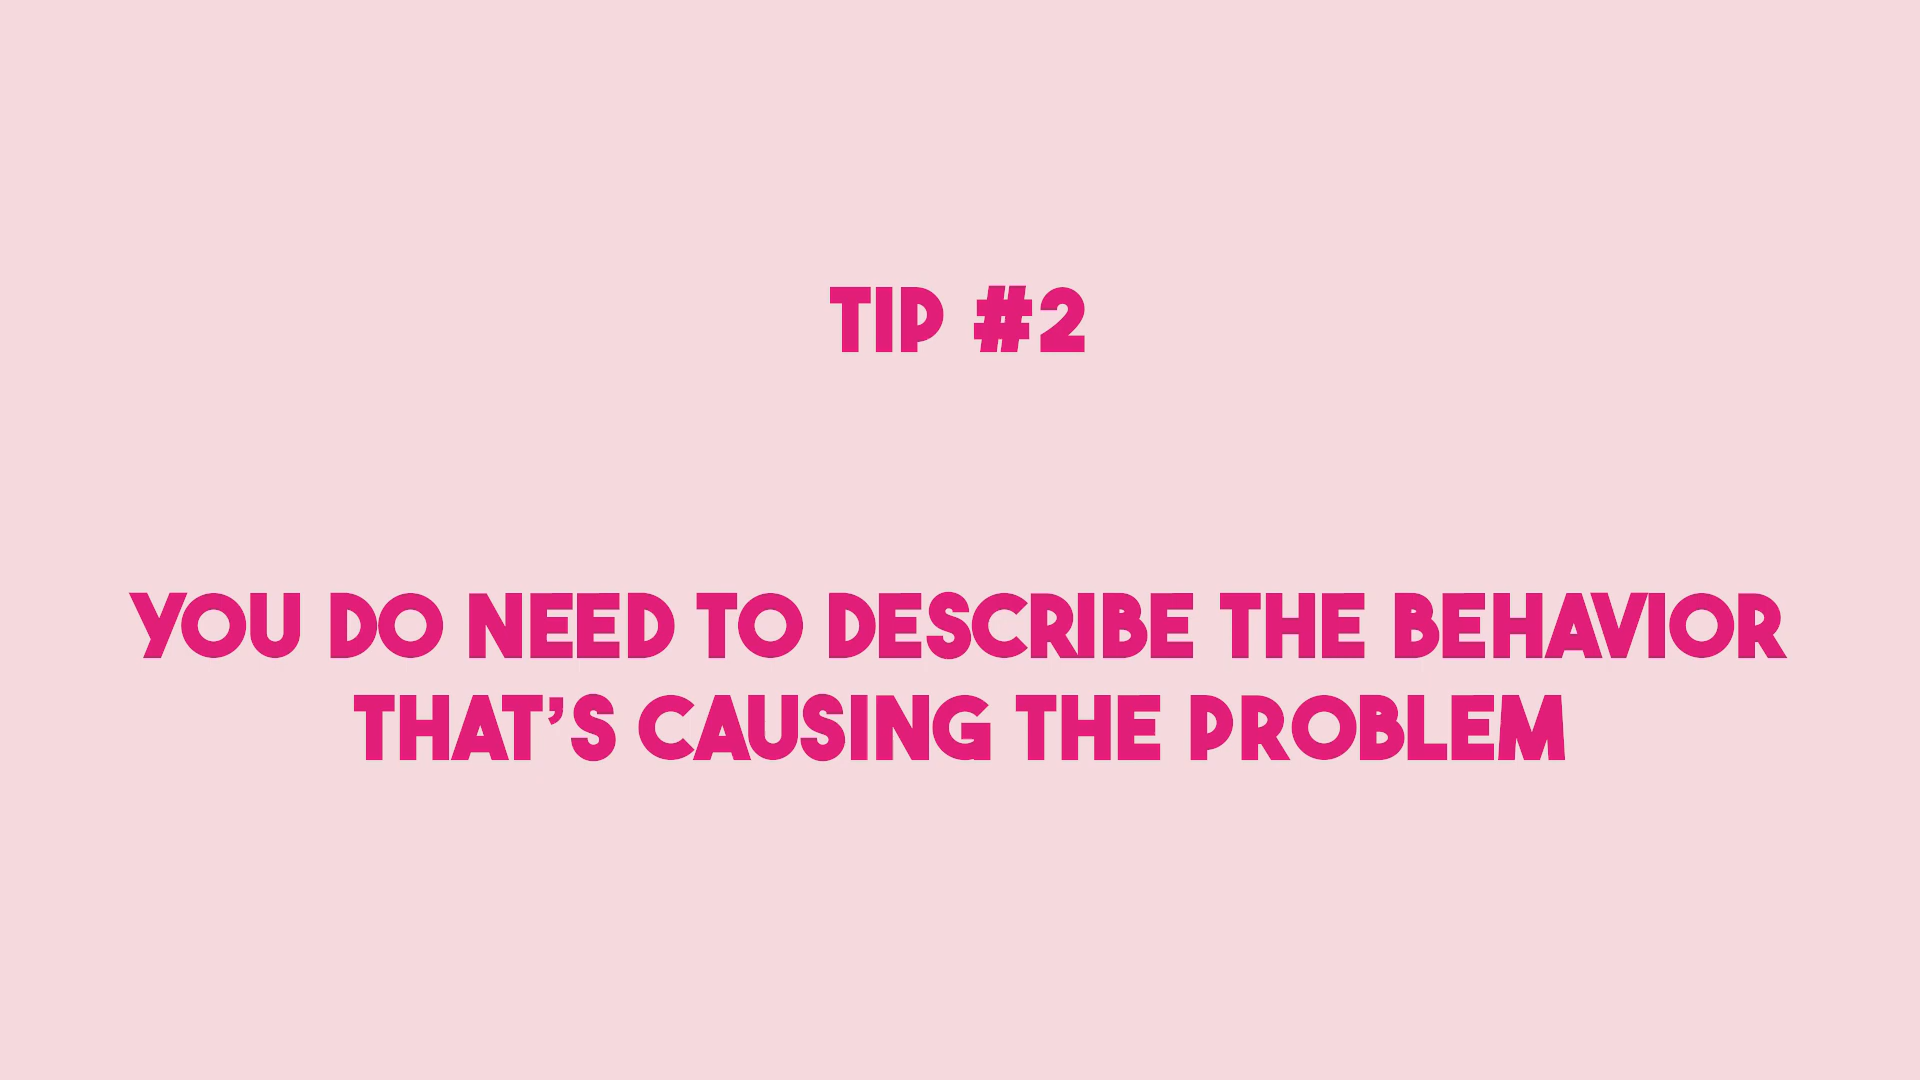 TIP #2
YOU DO NEED TO DESCRIBE THE BEHAVIOR
THAT'S CAUSING THE PROBLEM